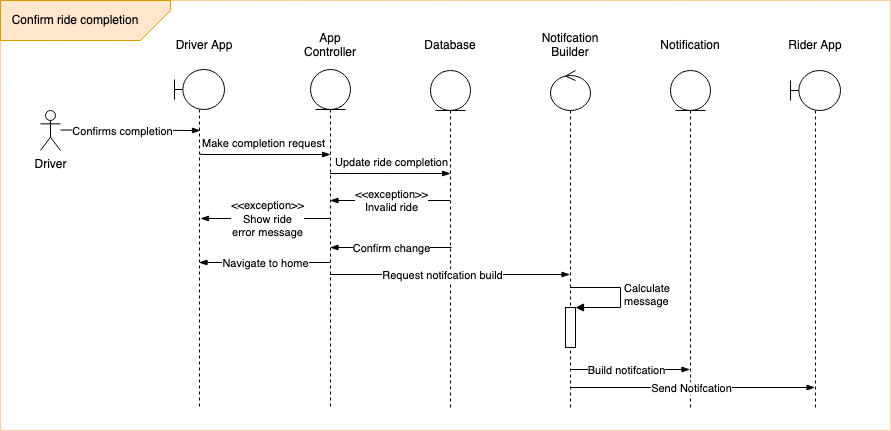 Confirm ride completion
Driver App
App
Controller
Database
Notifcation
Builder
Notification
Rider App
Driver
Confirms completion
Make completion request
Update ride completion
<<exception>>
Invalid ride
<<exception>>
Show ride
error message
Confirm change
Navigate to home
Request notifcation build
Calculate
message
Build notifcation
Send Notifcation